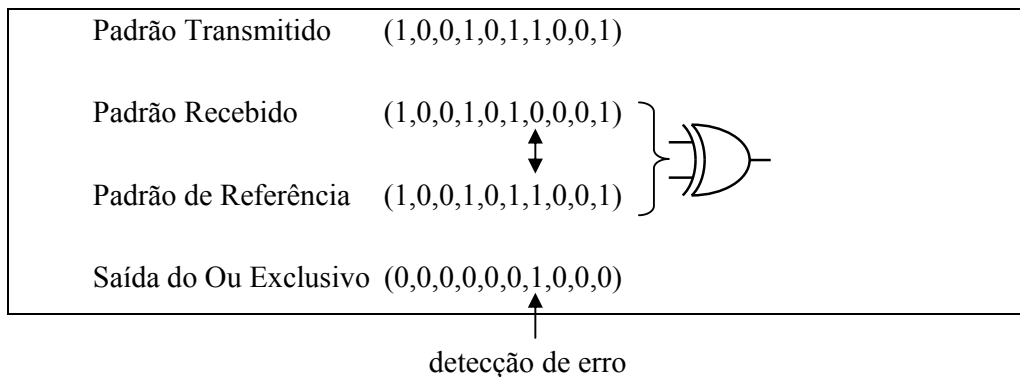 Padrão Transmitido (1,0,0,1,0,1,1,0,0,1)
Padrão Recebido (1,0,0,1,0,1,0,0,0,1)
Padrão de Referência (1,0,0,1,0,1,1,0,0,1)
Saída do Ou Exclusivo (0,0,0,0,0,0,1,0,0,0)
detecção de erro